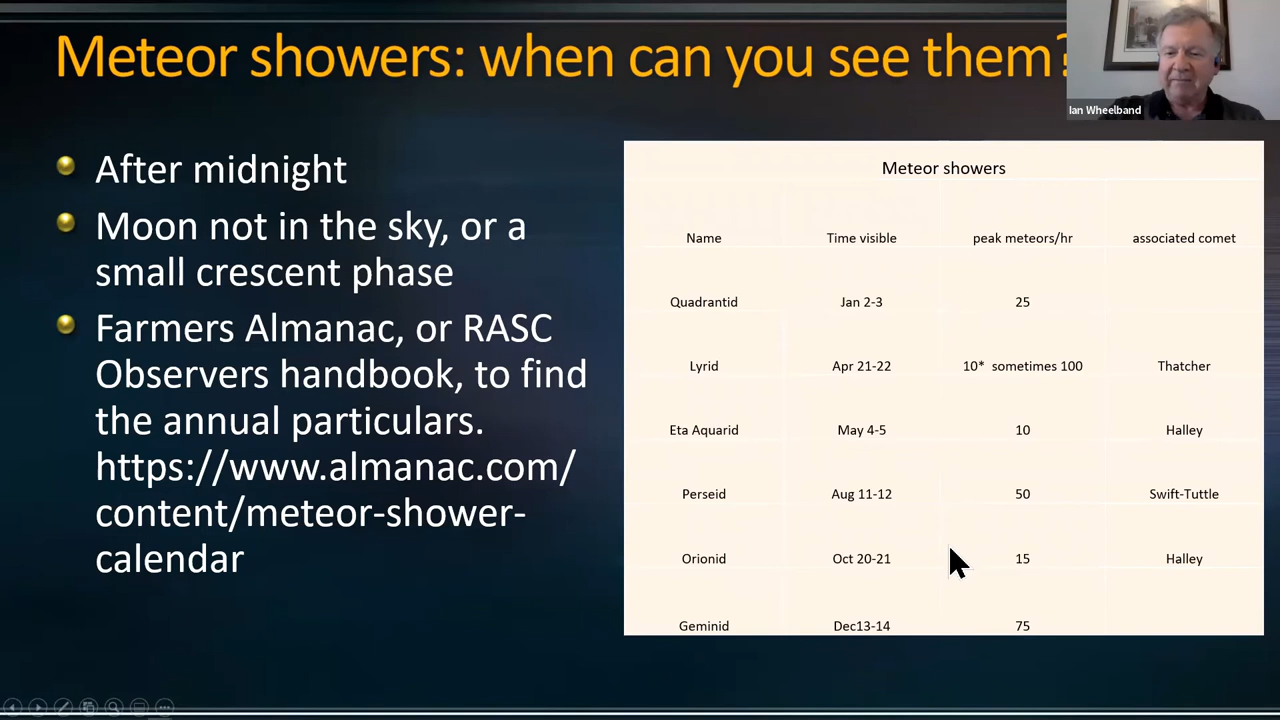 Meteor showers: when can you see them?
Ian Wheelband
After midnight
Moon not in the sky, or a
small crescent phase
Farmers Almanac, or RASC
Observers handbook, to find
the annual particulars.
https://www.almanac.com/
content/meteor-shower-
calendar
Meteor showers
Name Time visible peak meteors/hr associated comet
Quadrantid Jan 2-3 25
Lyrid Apr 21-22 10* sometimes 100 Thatcher
Eta Aquarid May 4-5 10 Halley
Perseid Aug 11-12 50 Swift-Tuttle
Orionid Oct 20-21 15 Halley
Geminid Dec13-14 75